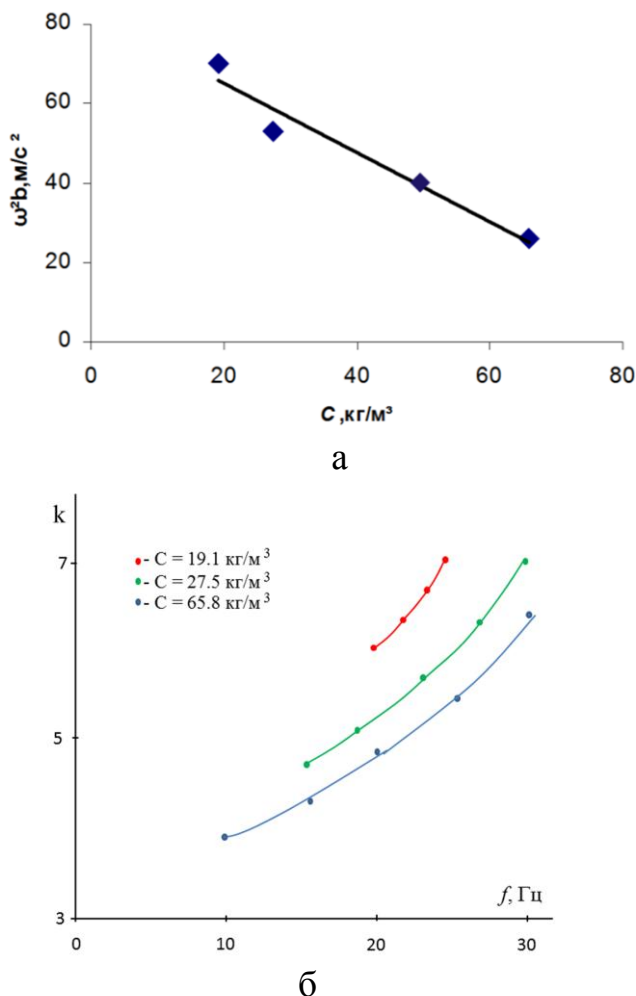 80
60
40
20
0
0 20 40 60 80
ω²b,м/с²
C ,кг/м³
а
k
7
5
3
- C = 19.1 кг/м³
- C = 27.5 кг/м³
- C = 65.8 кг/м³
f, Гц
0 10 20 30
б